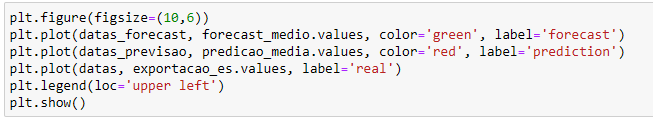 plt.figure(figsize=(10,6))
plt.plot(datas_forecast, forecast_medio.values, color='green', label='forecast')
plt.plot(datas_previsao, predicao_media.values, color='red', label='prediction')
plt.plot(datas, exportacao_es.values, label='real')
plt.legend(loc='upper left')
plt.show()